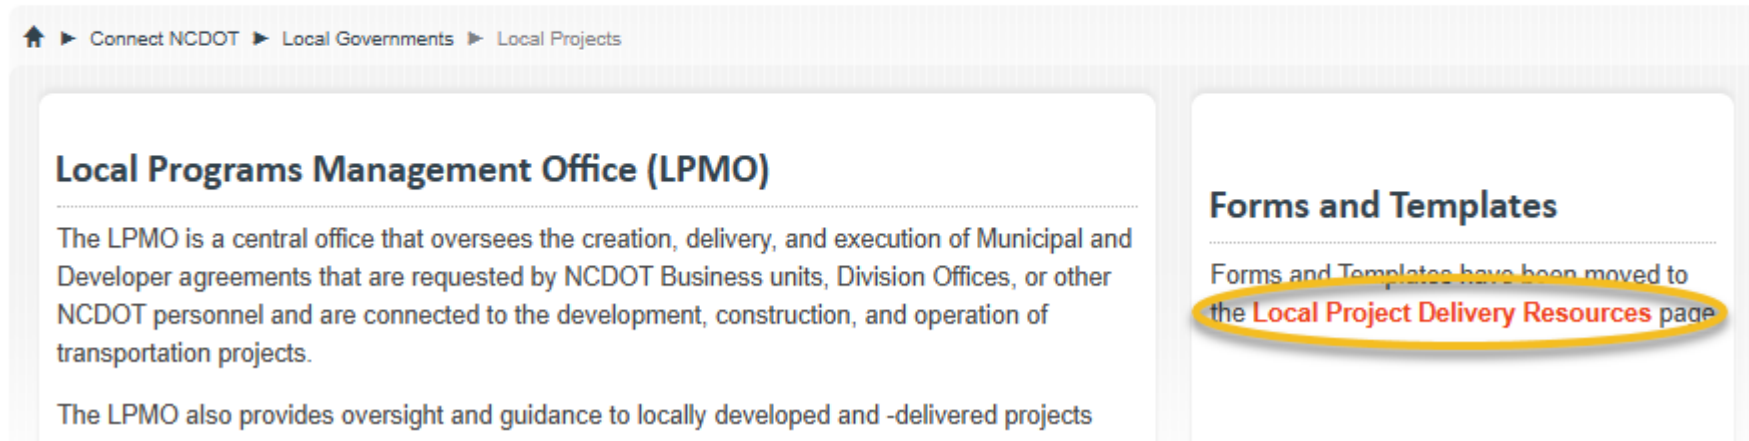 Connect NCDOT Local Governments Local Projects
Local Programs Management Office (LPMO)
The LPMO is a central office that oversees the creation, delivery, and execution of Municipal and
Developer agreements that are requested by NCDOT Business units, Division Offices, or other
NCDOT personnel and are connected to the development, construction, and operation of
transportation projects.
The LPMO also provides oversight and guidance to locally developed and -delivered projects
Forms and Templates
Forms and Templates have been moved to
the Local Project Delivery Resources page